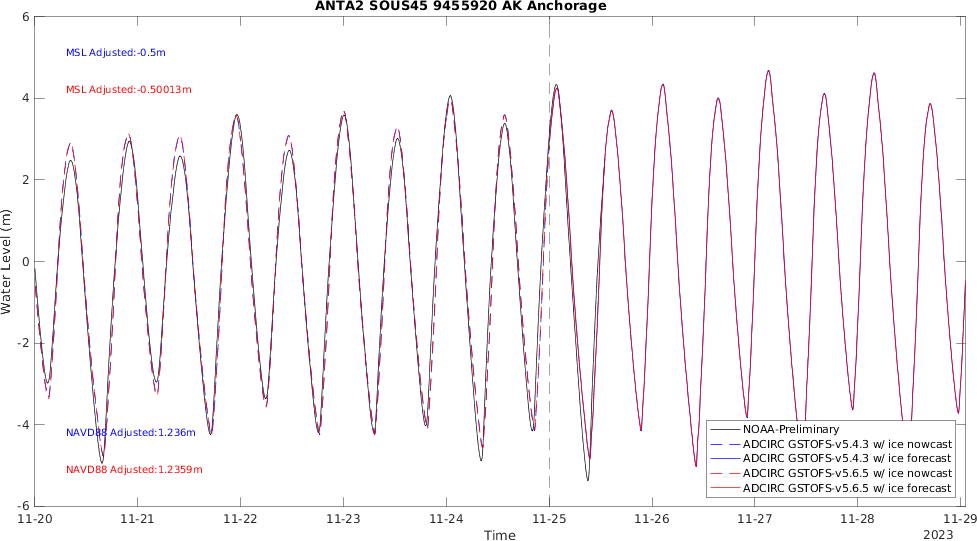 ANTA2 SOUS45 9455920 AK Anchorage
6
4
2
0
-2
-4
-6
Water Level (m)
MSL Adjusted:-0.5m
MSL Adjusted:-0.50013m
NAVD88 Adjusted:1.236m
NAVD88 Adjusted:1.2359m
NOAA-Preliminary
ADCIRC GSTOFS-v5.4.3 w/ ice nowcast
ADCIRC GSTOFS-v5.4.3 w/ ice forecast
ADCIRC GSTOFS-v5.6.5 w/ ice nowcast
ADCIRC GSTOFS-v5.6.5 w/ ice forecast
11-20 11-21 11-22 11-23 11-24 11-25 11-26 11-27 11-28 11-29
Time
2023